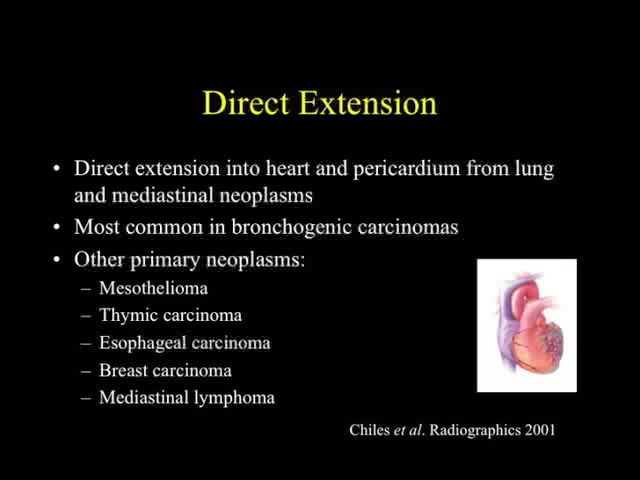 Direct Extension
• Direct extension into heart and pericardium from lung
and mediastinal neoplasms
• Most common in bronchogenic carcinomas
• Other primary neoplasms:
– Mesothelioma
– Thymic carcinoma
– Esophageal carcinoma
– Breast carcinoma
– Mediastinal lymphoma
Chiles et al. Radiographics 2001